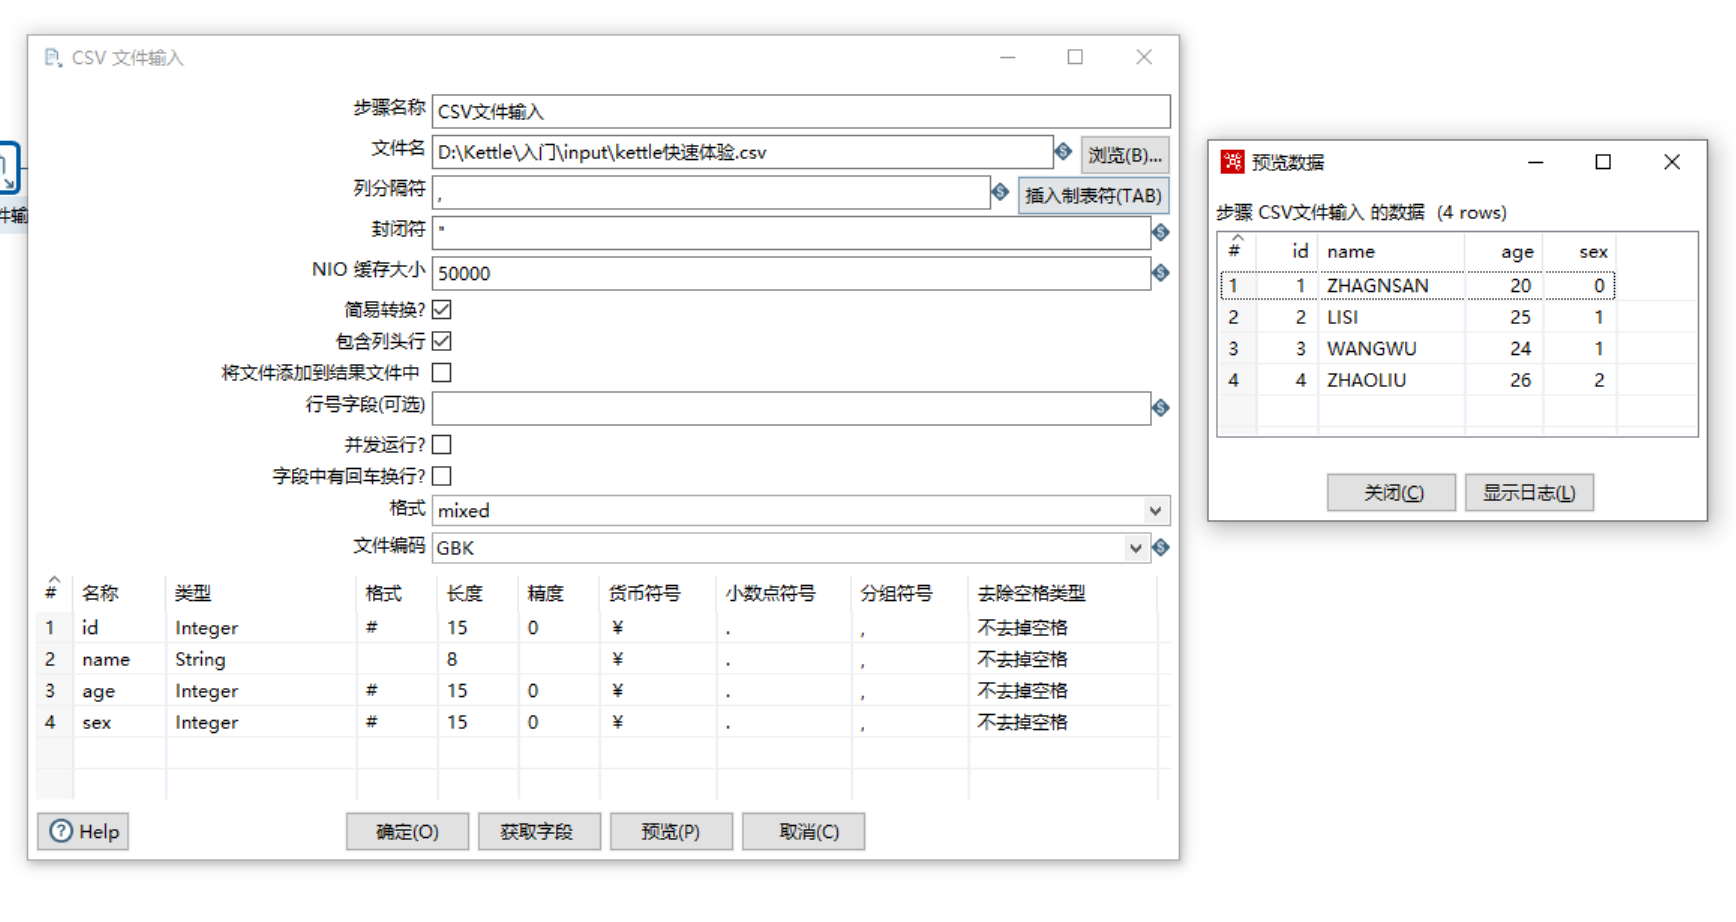 CSV 文件输入
步骤名称 CSV文件输入
文件名 D:\Kettle\入门\input\kettle快速体验.csv 浏览(B)...
列分隔符 , 插入制表符(TAB)
封闭符 "
NIO 缓存大小 50000
简易转换?
包含列头行
将文件添加到结果文件中
行号字段(可选)
并发运行?
字段中有回车换行?
格式 mixed
文件编码 GBK
# 名称 类型 格式 长度 精度 货币符号 小数点符号 分组符号 去除空格类型
1 id Integer # 15 0 ¥ . , 不去掉空格
2 name String 8 ¥ . , 不去掉空格
3 age Integer # 15 0 ¥ . , 不去掉空格
4 sex Integer # 15 0 ¥ . , 不去掉空格
Help 确定(O) 获取字段 预览(P) 取消(C)
件输
预览数据
步骤 CSV文件输入 的数据 (4 rows)
# id name age sex
1 1 ZHAGNSAN 20 0
2 2 LISI 25 1
3 3 WANGWU 24 1
4 4 ZHAOLIU 26 2
关闭(C) 显示日志(L)